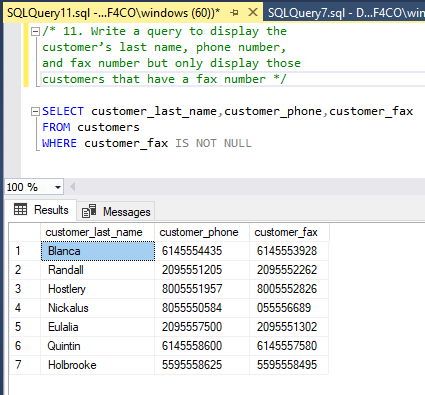 SQLQuery11.sql -...F4CO\windows (60))* SQLQuery7.sql - D...F4CO\win
/* 11. Write a query to display the
customer's last name, phone number,
and fax number but only display those
customers that have a fax number */
SELECT customer_last_name,customer_phone,customer_fax
FROM customers
WHERE customer_fax IS NOT NULL
100 %
Results Messages
customer_last_name customer_phone customer_fax
1 Blanca 6145554435 6145553928
2 Randall 2095551205 2095552262
3 Hostlery 8005551957 8005552826
4 Nickalus 8055550584 055556689
5 Eulalia 2095557500 2095551302
6 Quintin 6145558600 6145557580
7 Holbrooke 5595558625 5595558495